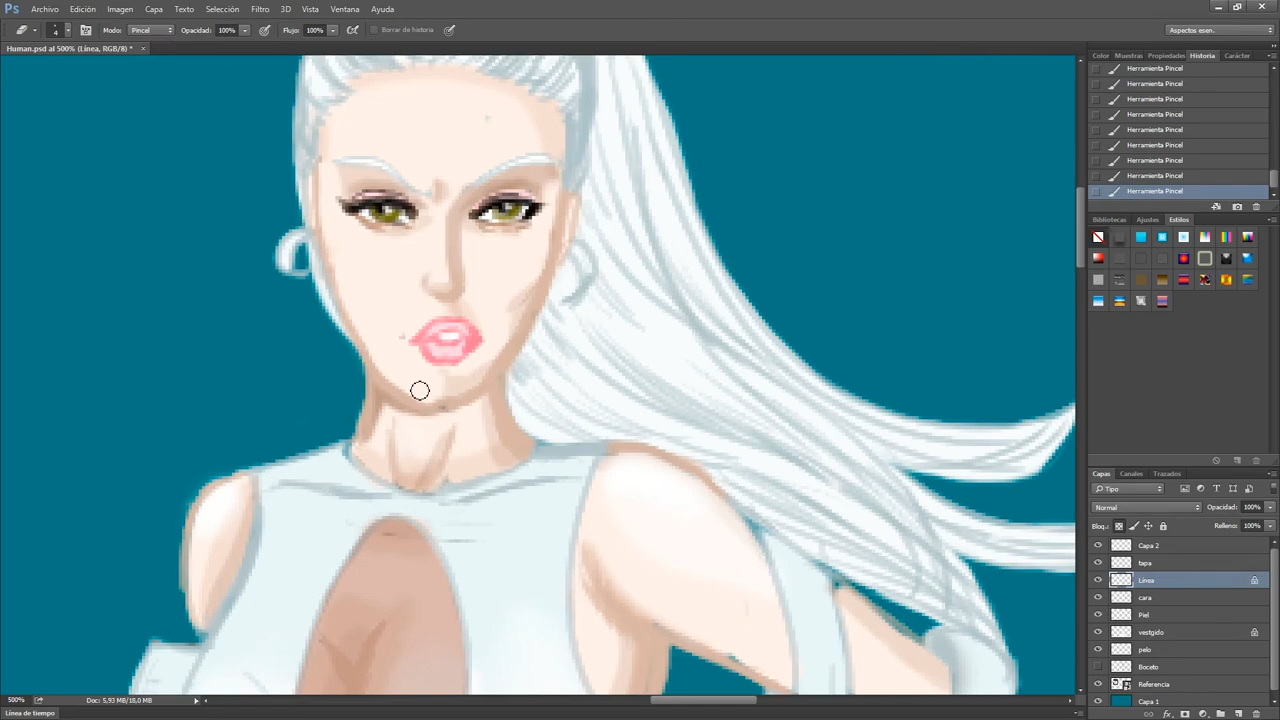 Ps Archivo Edición Imagen Capa Texto Selección Filtro 3D Vista Ventana Ayuda
4 Modo: Pincel Opacidad: 100% Flujo: 100% Borrar de historia Aspectos esen.
Human.psd al 500% (Línea, RGB/8) * ×
Color Muestras Propiedades Historia Carácter
Herramienta Pincel
Herramienta Pincel
Herramienta Pincel
Herramienta Pincel
Herramienta Pincel
Herramienta Pincel
Herramienta Pincel
Herramienta Pincel
Herramienta Pincel
Bibliotecas Ajustes Estilos
Capas Canales Trazados
Tipo
Normal Opacidad: 100%
Bloq.: Relleno: 100%
Capa 2
tapa
Línea
cara
Piel
vestgido
pelo
Boceto
Referencia
Capa 1
500% Doc: 5,93 MB/18,0 MB
Línea de tiempo